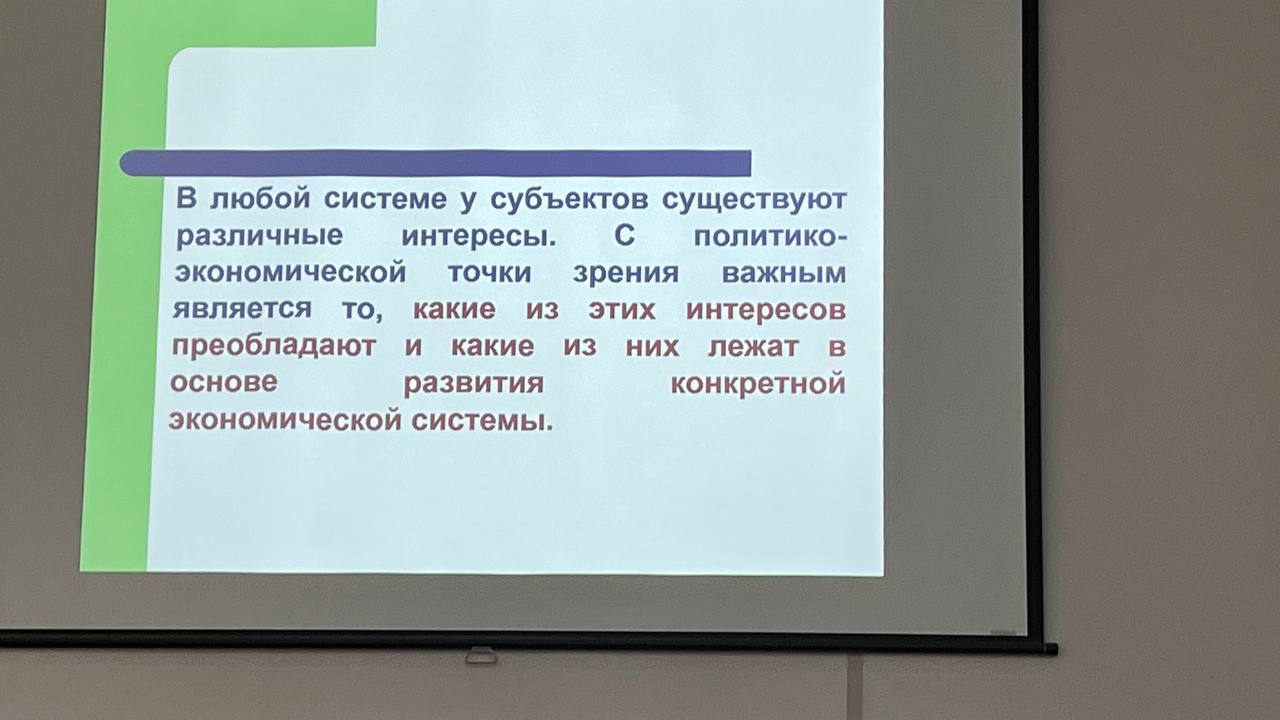 В любой системе у субъектов существуют
различные интересы. С политико-
экономической точки зрения важным
является то, какие из этих интересов
преобладают и какие из них лежат в
основе развития конкретной
экономической системы.